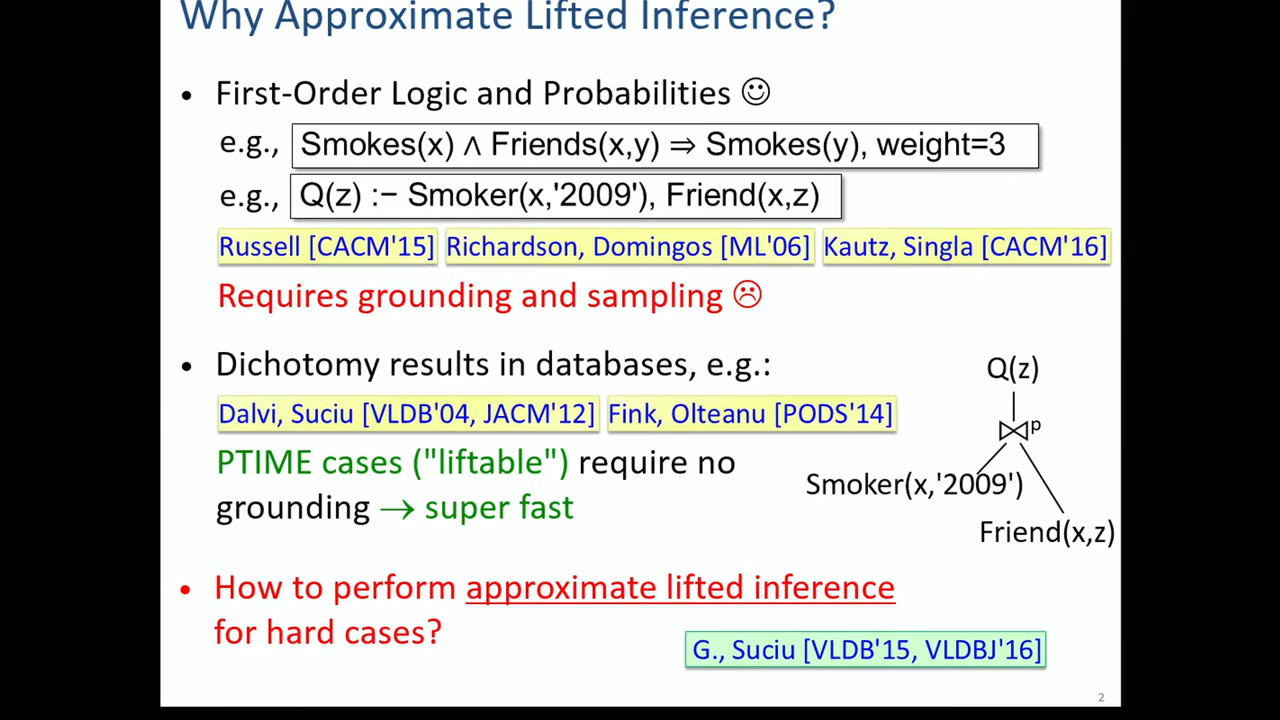 Why Approximate Lifted Inference?
• First-Order Logic and Probabilities ☺
e.g., Smokes(x) ∧ Friends(x,y) ⇒ Smokes(y), weight=3
e.g., Q(z) :− Smoker(x,'2009'), Friend(x,z)
Russell [CACM'15] Richardson, Domingos [ML'06] Kautz, Singla [CACM'16]
Requires grounding and sampling ☹
• Dichotomy results in databases, e.g.:
Dalvi, Suciu [VLDB'04, JACM'12] Fink, Olteanu [PODS'14]
PTIME cases ("liftable") require no
grounding → super fast
Q(z)
⋈p
Smoker(x,'2009')
Friend(x,z)
• How to perform approximate lifted inference
for hard cases?
G., Suciu [VLDB'15, VLDBJ'16]
2